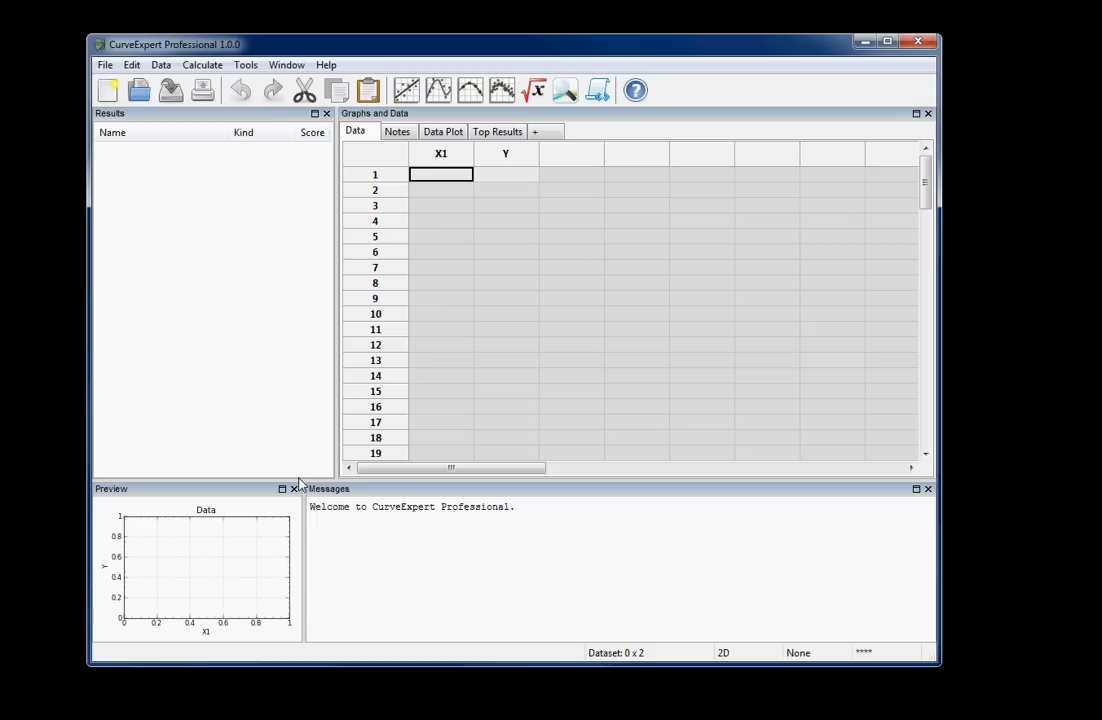 CurveExpert Professional 1.0.0
File Edit Data Calculate Tools Window Help
Results
Name Kind Score
Graphs and Data
Data Notes Data Plot Top Results +
X1 Y
1
2
3
4
5
6
7
8
9
10
11
12
13
14
15
16
17
18
19
Preview
Data
1
0.8
0.6
0.4
0.2
0
Y
0 0.2 0.4 0.6 0.8 1
X1
Messages
Welcome to CurveExpert Professional.
Dataset: 0 x 2 2D None ****